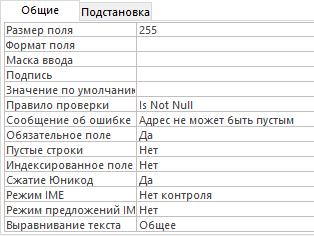 Общие Подстановка
Размер поля 255
Формат поля
Маска ввода
Подпись
Значение по умолчани
Правило проверки Is Not Null
Сообщение об ошибке Адрес не может быть пустым
Обязательное поле Да
Пустые строки Нет
Индексированное поле Нет
Сжатие Юникод Да
Режим IME Нет контроля
Режим предложений IM Нет
Выравнивание текста Общее